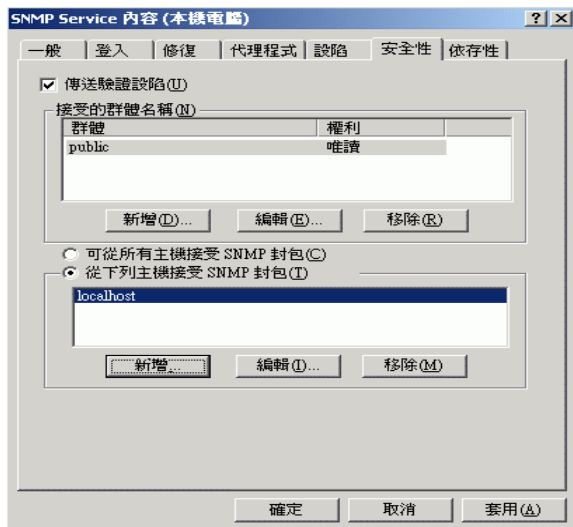 SNMP Service 內容 (本機電腦)
一般 登入 修復 代理程式 設陷 安全性 依存性
傳送驗證設陷(U)
接受的群體名稱(N)
群體 權利
public 唯讀
新增(D)... 編輯(E)... 移除(R)
可從所有主機接受 SNMP 封包(C)
從下列主機接受 SNMP 封包(T)
localhost
新增... 編輯(I)... 移除(M)
確定 取消 套用(A)